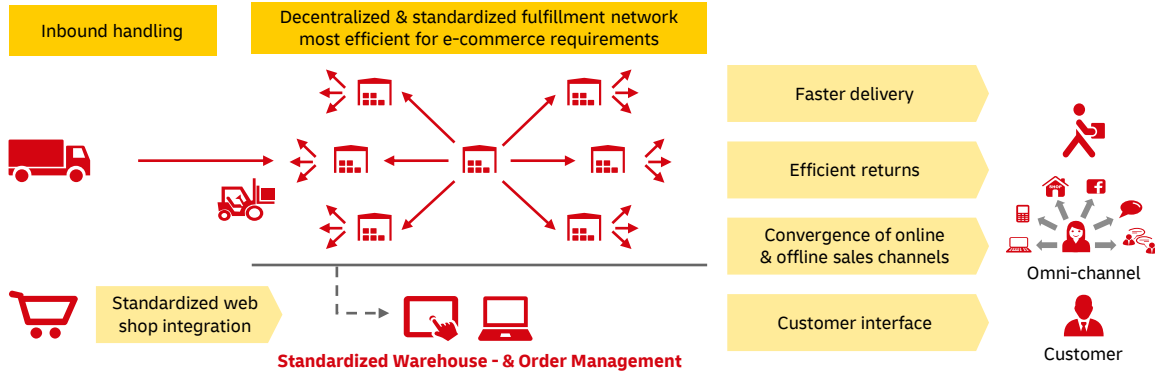 Inbound handling
Decentralized & standardized fulfillment network
most efficient for e-commerce requirements
Faster delivery
Efficient returns
SHOP
Convergence of online
& offline sales channels
Omni-channel
Standardized web
shop integration
Standardized Warehouse - & Order Management
Customer interface
Customer